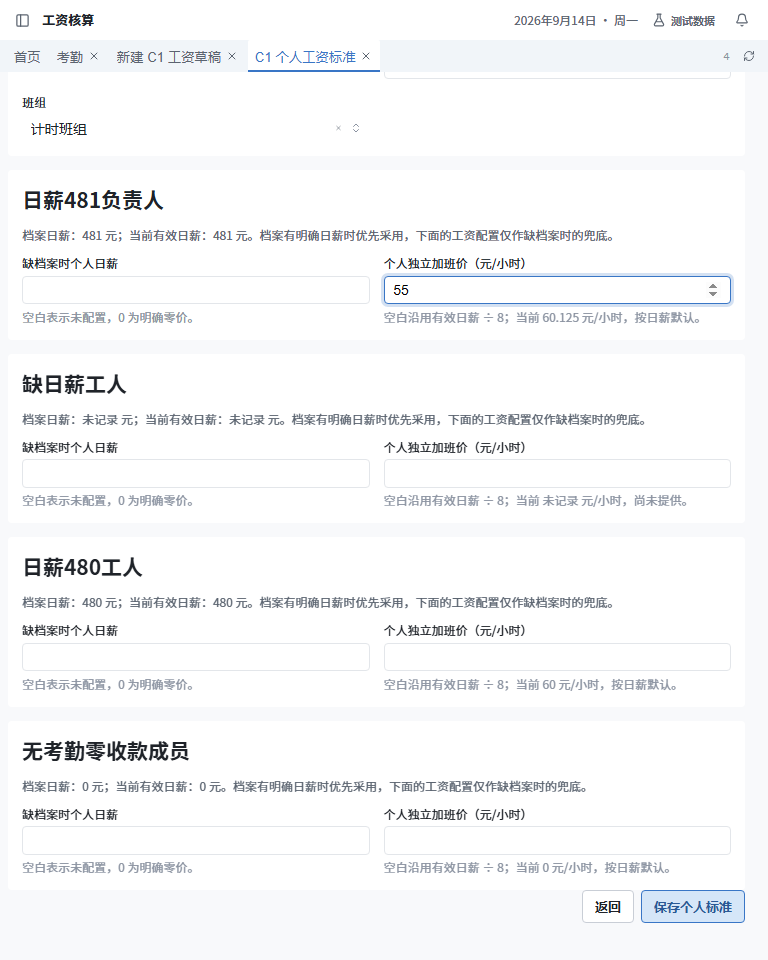 工资核算
2026年9月14日 • 周一
测试数据
首页
考勤 ×
新建 C1 工资草稿 ×
C1 个人工资标准 ×
4
班组
计时班组 ×
日薪481负责人
档案日薪：481 元；当前有效日薪：481 元。档案有明确日薪时优先采用，下面的工资配置仅作缺档案时的兜底。
缺档案时个人日薪
个人独立加班价（元/小时）
55
空白表示未配置，0 为明确零价。
空白沿用有效日薪 ÷ 8；当前 60.125 元/小时，按日薪默认。
缺日薪工人
档案日薪：未记录 元；当前有效日薪：未记录 元。档案有明确日薪时优先采用，下面的工资配置仅作缺档案时的兜底。
缺档案时个人日薪
个人独立加班价（元/小时）
空白表示未配置，0 为明确零价。
空白沿用有效日薪 ÷ 8；当前 未记录 元/小时，尚未提供。
日薪480工人
档案日薪：480 元；当前有效日薪：480 元。档案有明确日薪时优先采用，下面的工资配置仅作缺档案时的兜底。
缺档案时个人日薪
个人独立加班价（元/小时）
空白表示未配置，0 为明确零价。
空白沿用有效日薪 ÷ 8；当前 60 元/小时，按日薪默认。
无考勤零收款成员
档案日薪：0 元；当前有效日薪：0 元。档案有明确日薪时优先采用，下面的工资配置仅作缺档案时的兜底。
缺档案时个人日薪
个人独立加班价（元/小时）
空白表示未配置，0 为明确零价。
空白沿用有效日薪 ÷ 8；当前 0 元/小时，按日薪默认。
返回
保存个人标准